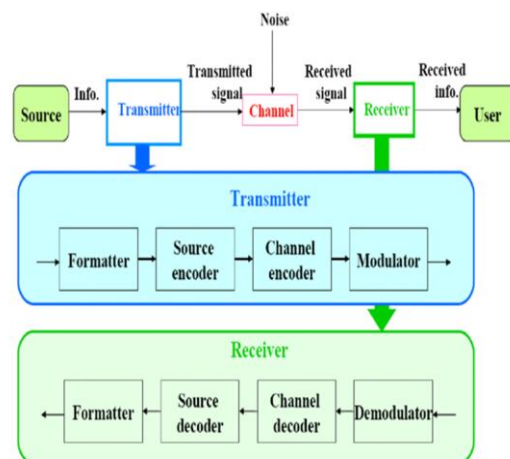 Noise
Info.
Transmitted
signal
Received
signal
Received
info.
Source
Transmitter
Channel
Receiver
User
Transmitter
Formatter
Source
encoder
Channel
encoder
Modulator
Receiver
Formatter
Source
decoder
Channel
decoder
Demodulator